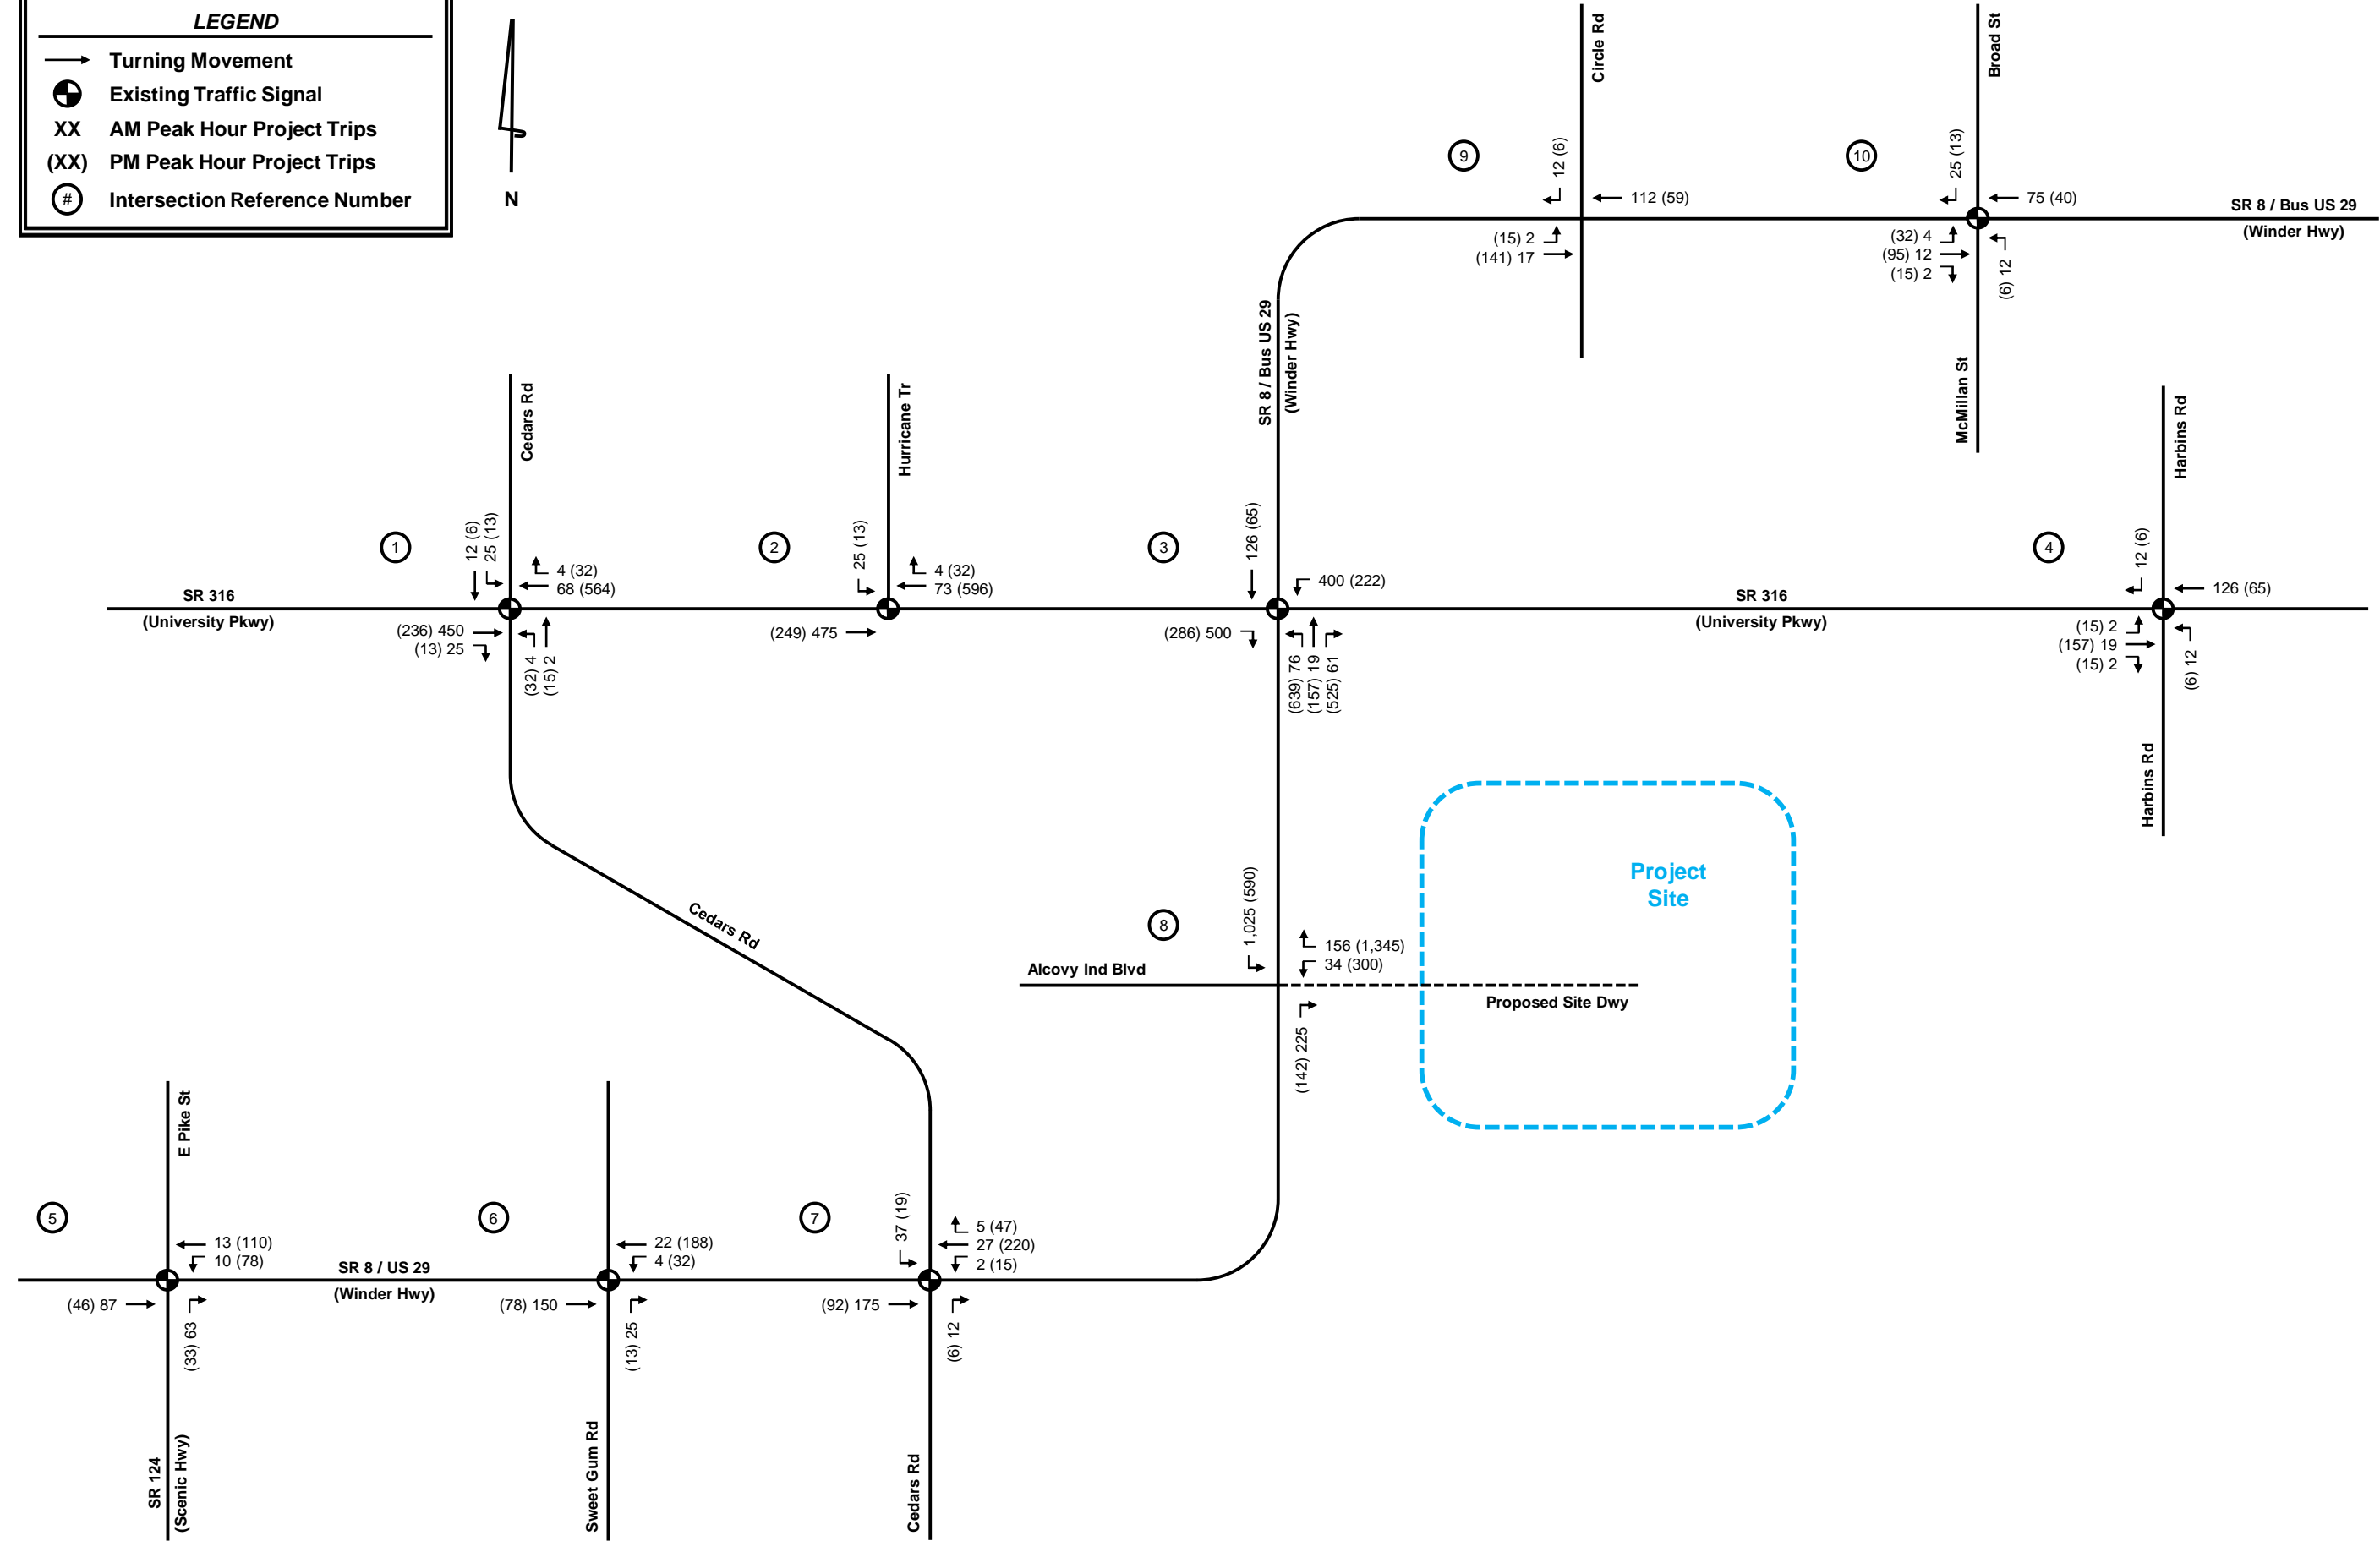 LEGEND
Turning Movement
Existing Traffic Signal
XX AM Peak Hour Project Trips
(XX) PM Peak Hour Project Trips
# Intersection Reference Number
N
Circle Rd
Broad St
9
12 (6)
112 (59)
(15) 2
(141) 17
10
25 (13)
75 (40)
SR 8 / Bus US 29
(Winder Hwy)
(32) 4
(95) 12
(15) 2
(6) 12
McMillan St
SR 8 / Bus US 29
(Winder Hwy)
Cedars Rd
Hurricane Tr
Harbins Rd
1
12 (6)
25 (13)
4 (32)
68 (564)
SR 316
(University Pkwy)
(236) 450
(13) 25
(32) 4
(15) 2
2
25 (13)
4 (32)
73 (596)
(249) 475
3
126 (65)
400 (222)
(286) 500
(639) 76
(157) 19
(525) 61
SR 316
(University Pkwy)
4
12 (6)
126 (65)
(15) 2
(157) 19
(15) 2
(6) 12
Harbins Rd
Cedars Rd
Project
Site
8
1,025 (590)
156 (1,345)
34 (300)
Alcovy Ind Blvd
Proposed Site Dwy
(142) 225
E Pike St
5
13 (110)
10 (78)
(46) 87
(33) 63
SR 8 / US 29
(Winder Hwy)
6
22 (188)
4 (32)
(78) 150
(13) 25
7
37 (19)
5 (47)
27 (220)
2 (15)
(92) 175
(6) 12
SR 124
(Scenic Hwy)
Sweet Gum Rd
Cedars Rd